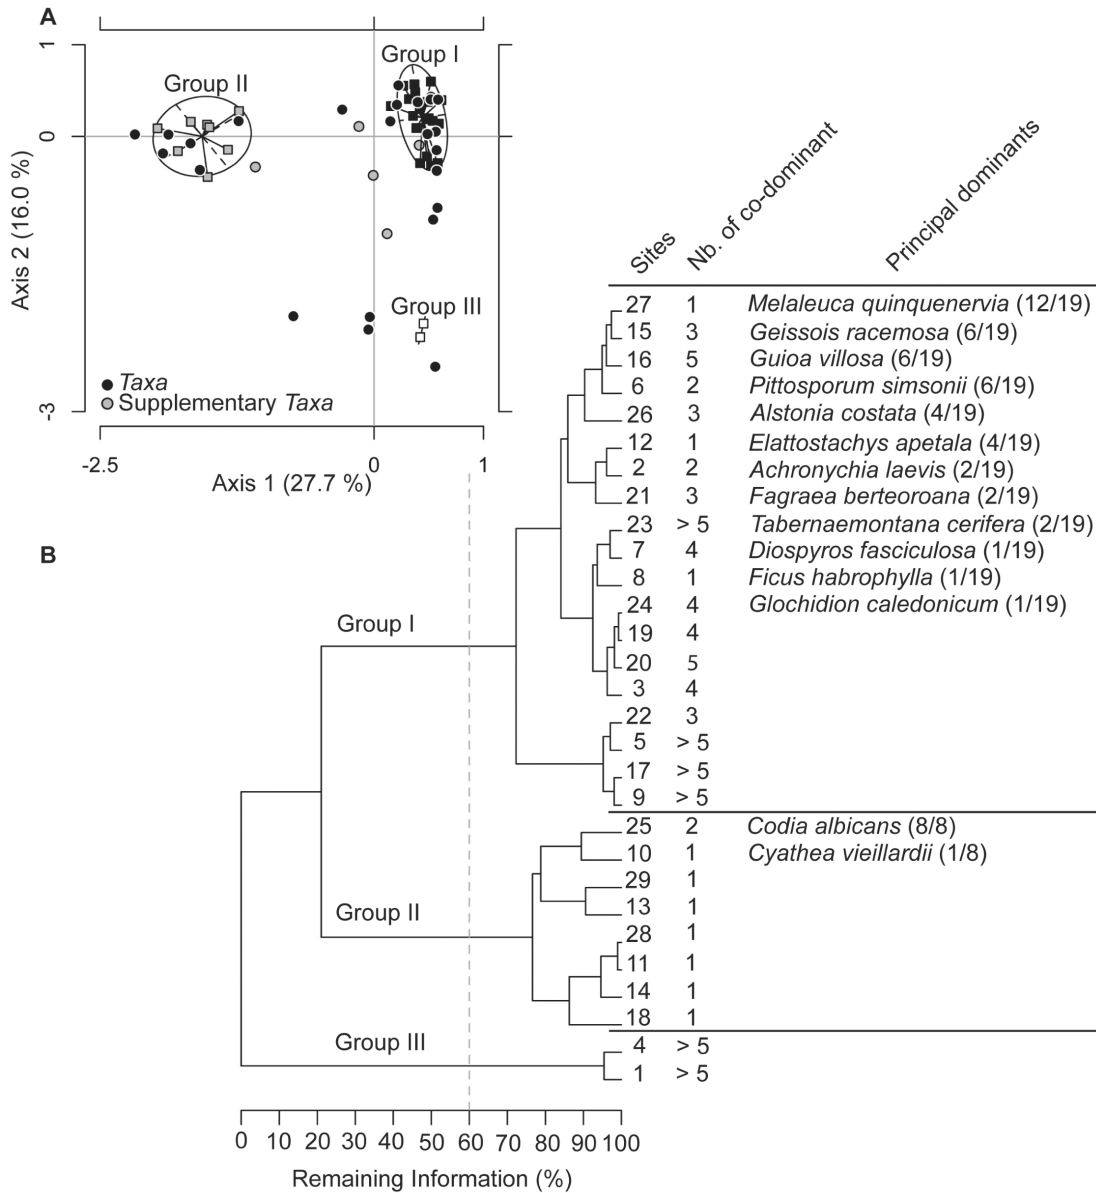 A
1
0
-3
Axis 2 (16.0 %)
Group I
Group II
Group III
Taxa
Supplementary Taxa
-2.5 0 1
Axis 1 (27.7 %)
B
Sites Nb. of co-dominant Principal dominants
27 1 Melaleuca quinquenervia (12/19)
15 3 Geissois racemosa (6/19)
16 5 Guioa villosa (6/19)
6 2 Pittosporum simsonii (6/19)
26 3 Alstonia costata (4/19)
12 1 Elattostachys apetala (4/19)
2 2 Achronychia laevis (2/19)
21 3 Fagraea berteoroana (2/19)
23 > 5 Tabernaemontana cerifera (2/19)
7 4 Diospyros fasciculosa (1/19)
8 1 Ficus habrophylla (1/19)
24 4 Glochidion caledonicum (1/19)
19 4
20 5
3 4
22 3
5 > 5
17 > 5
9 > 5
Group I
25 2 Codia albicans (8/8)
10 1 Cyathea vieillardii (1/8)
29 1
13 1
28 1
11 1
14 1
18 1
Group II
4 > 5
1 > 5
Group III
0 10 20 30 40 50 60 70 80 90 100
Remaining Information (%)